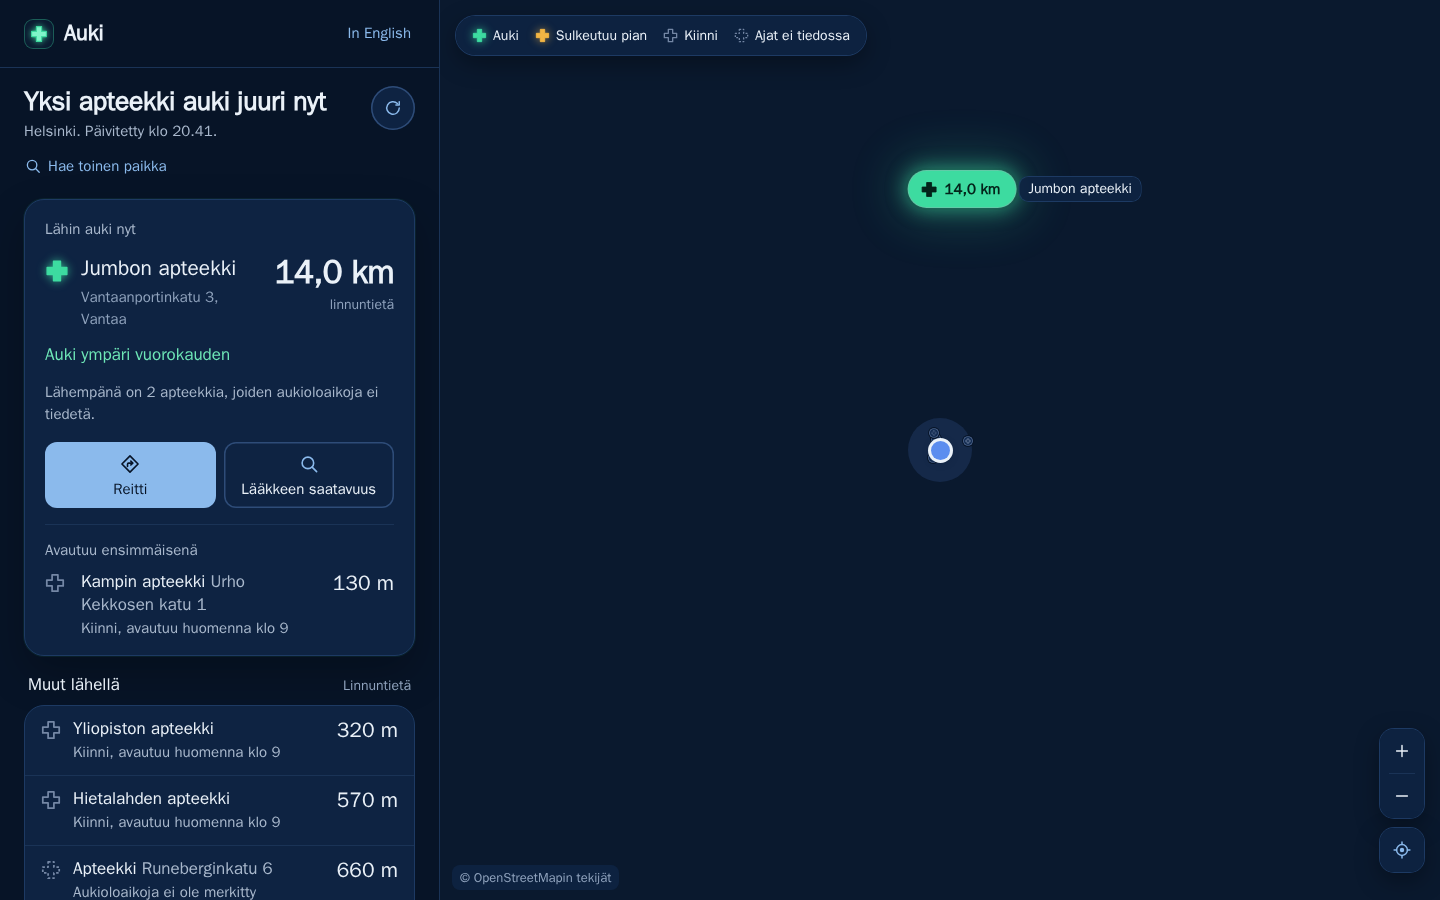 Auki
In English
Yksi apteekki auki juuri nyt
Helsinki. Päivitetty klo 20.41.
Hae toinen paikka
Lähin auki nyt
Jumbon apteekki
14,0 km
Vantaanportinkatu 3,
Vantaa
linnuntietä
Auki ympäri vuorokauden
Lähempänä on 2 apteekkia, joiden aukioloaikoja ei
tiedetä.
Reitti
Lääkkeen saatavuus
Avautuu ensimmäisenä
Kampin apteekki Urho
Kekkosen katu 1
130 m
Kiinni, avautuu huomenna klo 9
Muut lähellä
Linnuntietä
Yliopiston apteekki
320 m
Kiinni, avautuu huomenna klo 9
Hietalahden apteekki
570 m
Kiinni, avautuu huomenna klo 9
Apteekki Runeberginkatu 6
660 m
Aukioloaikoja ei ole merkitty
Auki
Sulkeutuu pian
Kiinni
Ajat ei tiedossa
14,0 km
Jumbon apteekki
© OpenStreetMapin tekijät